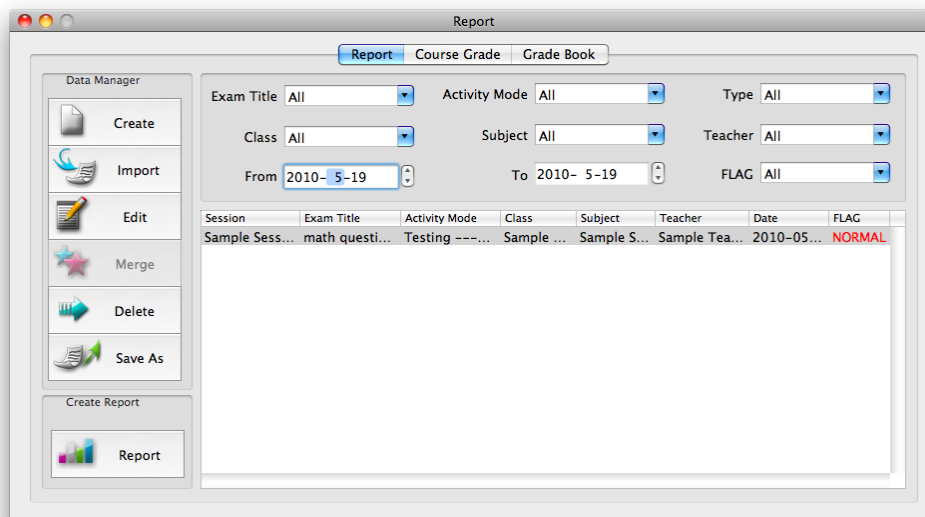 Report
Report Course Grade Grade Book
Data Manager
Create
Import
Edit
Merge
Delete
Save As
Create Report
Report
Exam Title All Activity Mode All Type All
Class All Subject All Teacher All
From 2010- 5-19 To 2010- 5-19 FLAG All
Session Exam Title Activity Mode Class Subject Teacher Date FLAG
Sample Sess... math questi... Testing ---... Sample ... Sample S... Sample Tea... 2010-05... NORMAL